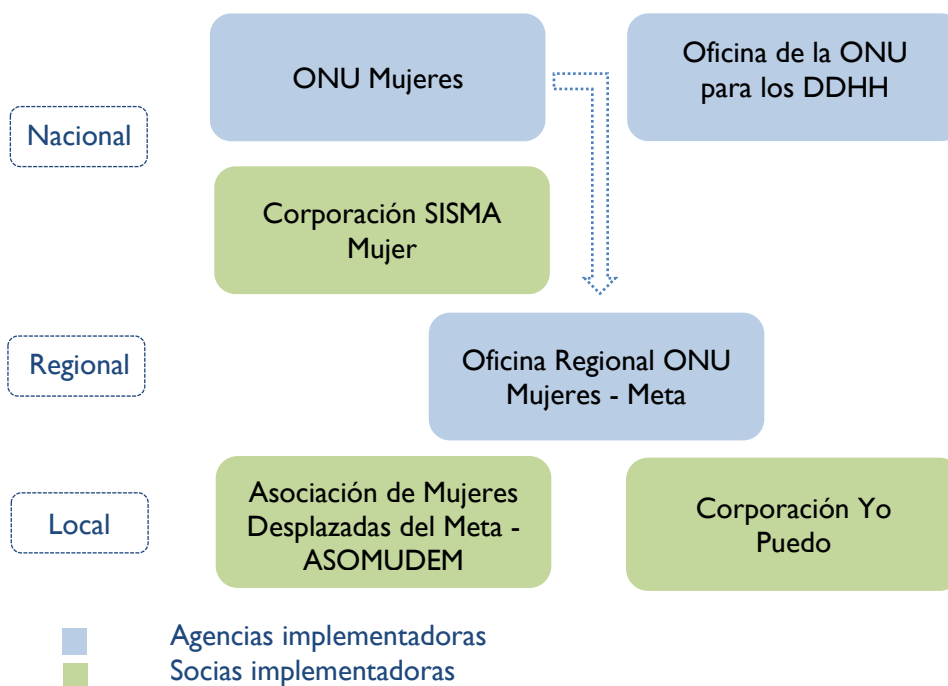 ONU Mujeres
Oficina de la ONU
para los DDHH
Nacional
Corporación SISMA
Mujer
Regional
Oficina Regional ONU
Mujeres - Meta
Local
Asociación de Mujeres
Desplazadas del Meta -
ASOMUDEM
Corporación Yo
Puedo
Agencias implementadoras
Socias implementadoras